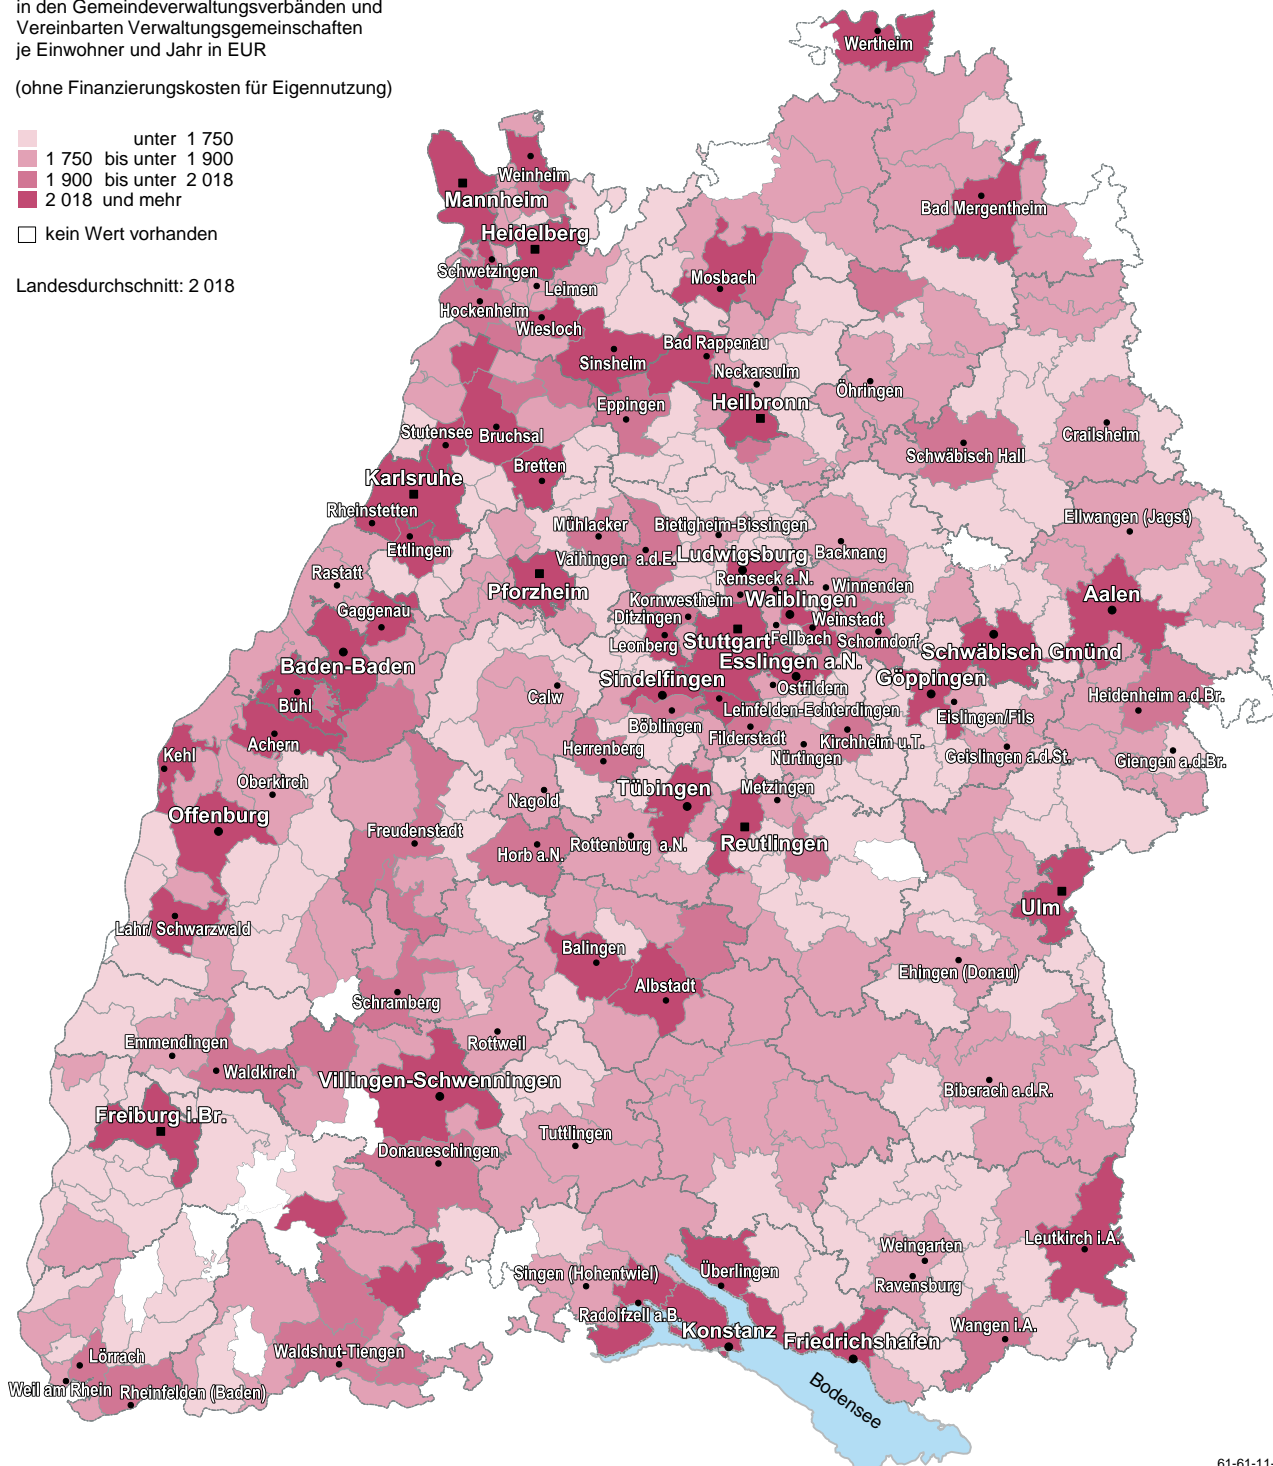 in den Gemeindeverwaltungsverbänden und
Vereinbarten Verwaltungsgemeinschaften
je Einwohner und Jahr in EUR
(ohne Finanzierungskosten für Eigennutzung)
unter 1 750
1 750 bis unter 1 900
1 900 bis unter 2 018
2 018 und mehr
kein Wert vorhanden
Landesdurchschnitt: 2 018
Wertheim
Weinheim
Mannheim
Bad Mergentheim
Heidelberg
Schwetzingen
Mosbach
Leimen
Hockenheim
Wiesloch
Sinsheim
Bad Rappenau
Neckarsulm
Öhringen
Eppingen
Heilbronn
Stutensee
Bruchsal
Crailsheim
Schwäbisch Hall
Bretten
Karlsruhe
Rheinstetten
Mühlacker
Bietigheim-Bissingen
Ellwangen (Jagst)
Ettlingen
Vaihingen a.d.E.
Ludwigsburg
Backnang
Rastatt
Pforzheim
Remseck a.N.
Winnenden
Aalen
Gaggenau
Kornwestheim
Waiblingen
Ditzingen
Weinstadt
Leonberg
Stuttgart
Fellbach
Schorndorf
Schwäbisch Gmünd
Baden-Baden
Esslingen a.N.
Sindelfingen
Göppingen
Calw
Ostfildern
Heidenheim a.d.Br.
Bühl
Leinfelden-Echterdingen
Eislingen/Fils
Böblingen
Filderstadt
Kirchheim u.T.
Achern
Herrenberg
Nürtingen
Geislingen a.d.St.
Giengen a.d.Br.
Kehl
Oberkirch
Tübingen
Metzingen
Nagold
Offenburg
Freudenstadt
Horb a.N.
Rottenburg a.N.
Reutlingen
Ulm
Lahr/ Schwarzwald
Balingen
Albstadt
Ehingen (Donau)
Schramberg
Emmendingen
Rottweil
Waldkirch
Villingen-Schwenningen
Biberach a.d.R.
Freiburg i.Br.
Tuttlingen
Donaueschingen
Leutkirch i.A.
Weingarten
Singen (Hohentwiel)
Überlingen
Ravensburg
Radolfzell a.B.
Konstanz
Friedrichshafen
Wangen i.A.
Lörrach
Waldshut-Tiengen
Weil am Rhein
Rheinfelden (Baden)
Bodensee
61-61-11-